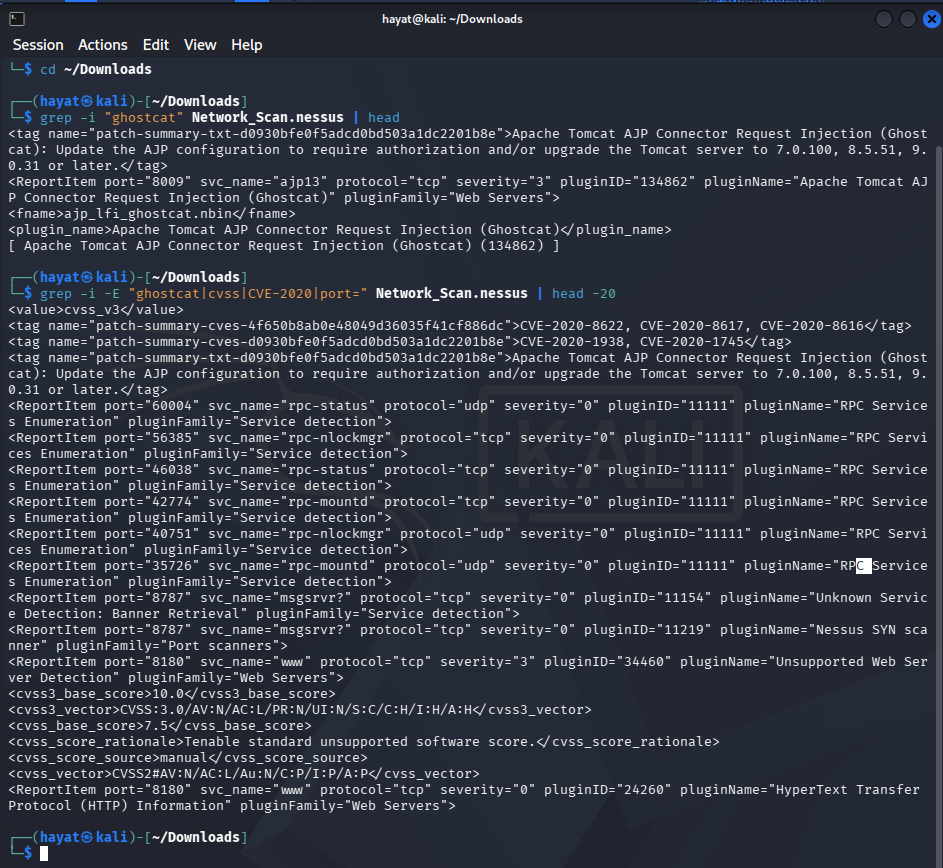 hayat@kali: ~/Downloads
Session Actions Edit View Help
└─$ cd ~/Downloads
┌──(hayat㉿kali)-[~/Downloads]
└─$ grep -i "ghostcat" Network_Scan.nessus | head
<tag name="patch-summary-txt-d0930bfe0f5adcd0bd503a1dc2201b8e">Apache Tomcat AJP Connector Request Injection (Ghost
cat): Update the AJP configuration to require authorization and/or upgrade the Tomcat server to 7.0.100, 8.5.51, 9.
0.31 or later.</tag>
<ReportItem port="8009" svc_name="ajp13" protocol="tcp" severity="3" pluginID="134862" pluginName="Apache Tomcat AJ
P Connector Request Injection (Ghostcat)" pluginFamily="Web Servers">
<fname>ajp_lfi_ghostcat.nbin</fname>
<plugin_name>Apache Tomcat AJP Connector Request Injection (Ghostcat)</plugin_name>
[ Apache Tomcat AJP Connector Request Injection (Ghostcat) (134862) ]
┌──(hayat㉿kali)-[~/Downloads]
└─$ grep -i -E "ghostcat|cvss|CVE-2020|port=" Network_Scan.nessus | head -20
<value>cvss_v3</value>
<tag name="patch-summary-cves-4f650b8ab0e48049d36035f41cf886dc">CVE-2020-8622, CVE-2020-8617, CVE-2020-8616</tag>
<tag name="patch-summary-cves-d0930bfe0f5adcd0bd503a1dc2201b8e">CVE-2020-1938, CVE-2020-1745</tag>
<tag name="patch-summary-txt-d0930bfe0f5adcd0bd503a1dc2201b8e">Apache Tomcat AJP Connector Request Injection (Ghost
cat): Update the AJP configuration to require authorization and/or upgrade the Tomcat server to 7.0.100, 8.5.51, 9.
0.31 or later.</tag>
<ReportItem port="60004" svc_name="rpc-status" protocol="udp" severity="0" pluginID="11111" pluginName="RPC Service
s Enumeration" pluginFamily="Service detection">
<ReportItem port="56385" svc_name="rpc-nlockmgr" protocol="tcp" severity="0" pluginID="11111" pluginName="RPC Servi
ces Enumeration" pluginFamily="Service detection">
<ReportItem port="46038" svc_name="rpc-status" protocol="tcp" severity="0" pluginID="11111" pluginName="RPC Service
s Enumeration" pluginFamily="Service detection">
<ReportItem port="42774" svc_name="rpc-mountd" protocol="tcp" severity="0" pluginID="11111" pluginName="RPC Service
s Enumeration" pluginFamily="Service detection">
<ReportItem port="40751" svc_name="rpc-nlockmgr" protocol="udp" severity="0" pluginID="11111" pluginName="RPC Servi
ces Enumeration" pluginFamily="Service detection">
<ReportItem port="35726" svc_name="rpc-mountd" protocol="udp" severity="0" pluginID="11111" pluginName="RPC Service
s Enumeration" pluginFamily="Service detection">
<ReportItem port="8787" svc_name="msgsrvr?" protocol="tcp" severity="0" pluginID="11154" pluginName="Unknown Servic
e Detection: Banner Retrieval" pluginFamily="Service detection">
<ReportItem port="8787" svc_name="msgsrvr?" protocol="tcp" severity="0" pluginID="11219" pluginName="Nessus SYN sca
nner" pluginFamily="Port scanners">
<ReportItem port="8180" svc_name="www" protocol="tcp" severity="3" pluginID="34460" pluginName="Unsupported Web Ser
ver Detection" pluginFamily="Web Servers">
<cvss3_base_score>10.0</cvss3_base_score>
<cvss3_vector>CVSS:3.0/AV:N/AC:L/PR:N/UI:N/S:C/C:H/I:H/A:H</cvss3_vector>
<cvss_base_score>7.5</cvss_base_score>
<cvss_score_rationale>Tenable standard unsupported software score.</cvss_score_rationale>
<cvss_score_source>manual</cvss_score_source>
<cvss_vector>CVSS2#AV:N/AC:L/Au:N/C:P/I:P/A:P</cvss_vector>
<ReportItem port="8180" svc_name="www" protocol="tcp" severity="0" pluginID="24260" pluginName="HyperText Transfer
Protocol (HTTP) Information" pluginFamily="Web Servers">
┌──(hayat㉿kali)-[~/Downloads]
└─$
KALI